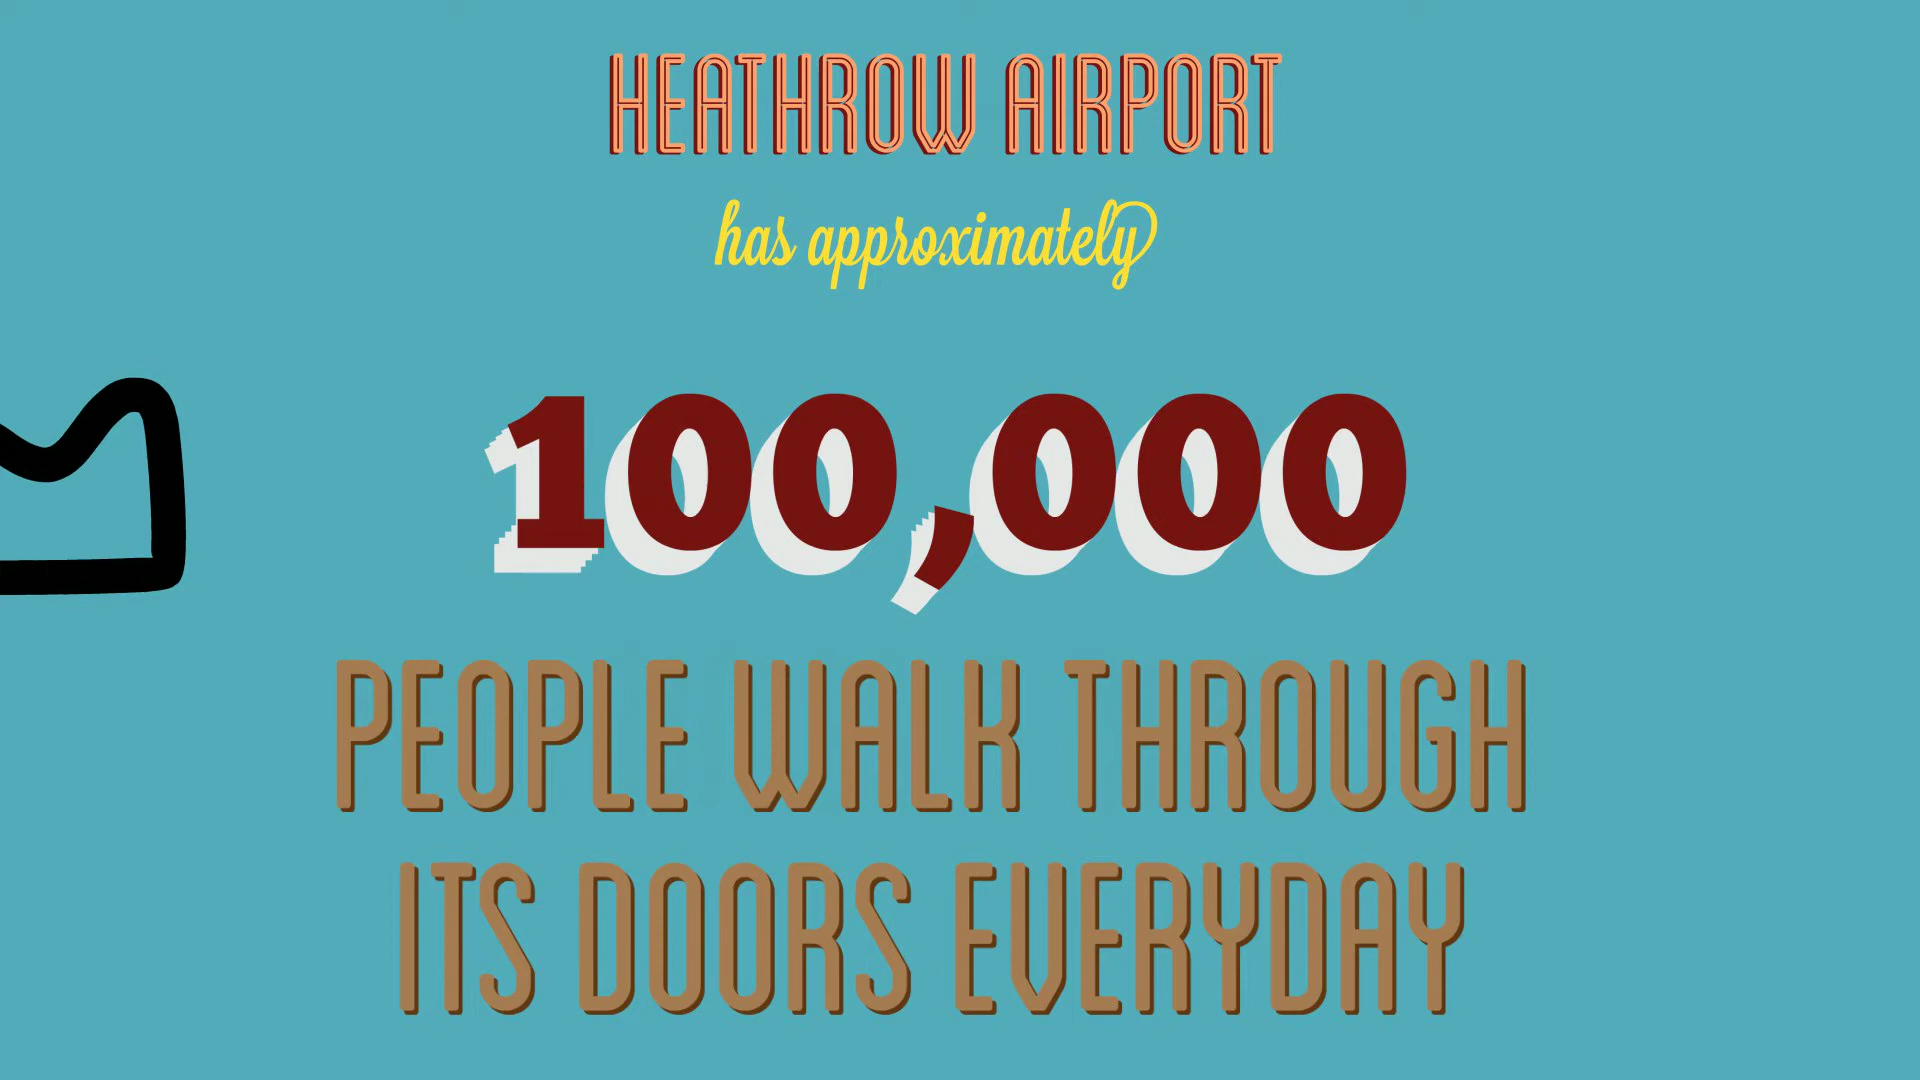 HEATHROW AIRPORT
has approximately
100,000
PEOPLE WALK THROUGH
ITS DOORS EVERYDAY